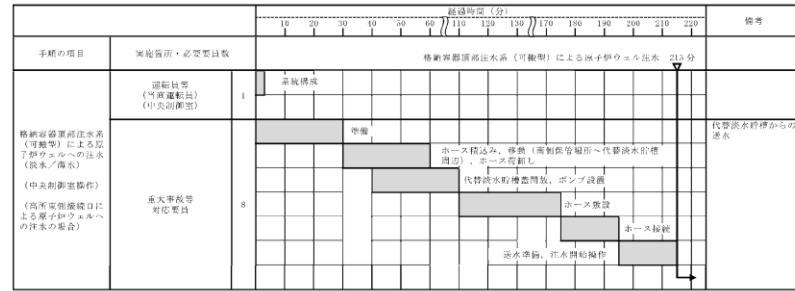 経過時間（分）
備考
10 20 30 40 50 60 110 120 130 170 180 190 200 210 220
手順の項目
実施箇所・必要要員数
格納容器頂部注水系（可搬型）による原子炉ウェル注水 215分
運転員等
（当直運転員）
（中央制御室）
1
系統構成
格納容器頂部注水系
（可搬型）による原
子炉ウェルへの注水
（淡水／海水）
（中央制御室操作）
（高所東側接続口に
よる原子炉ウェルへ
の注水の場合）
重大事故等
対応要員
8
準備
ホース積込み，移動（南側保管場所～代替淡水貯槽
周辺），ホース荷卸し
代替淡水貯槽蓋開放，ポンプ設置
ホース敷設
ホース接続
送水準備，注水開始操作
代替淡水貯槽からの
送水